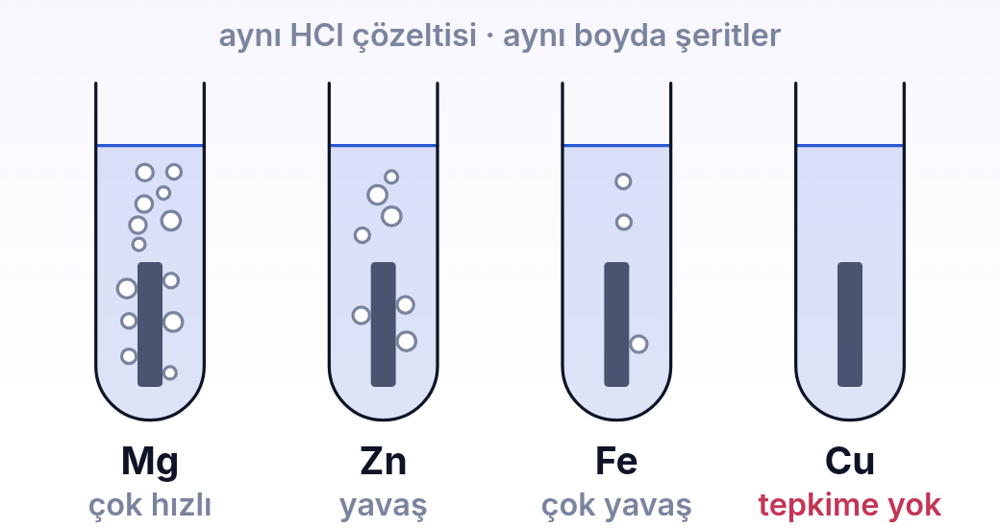 aynı HCl çözeltisi · aynı boyda şeritler
Mg Zn Fe Cu
çok hızlı yavaş çok yavaş tepkime yok